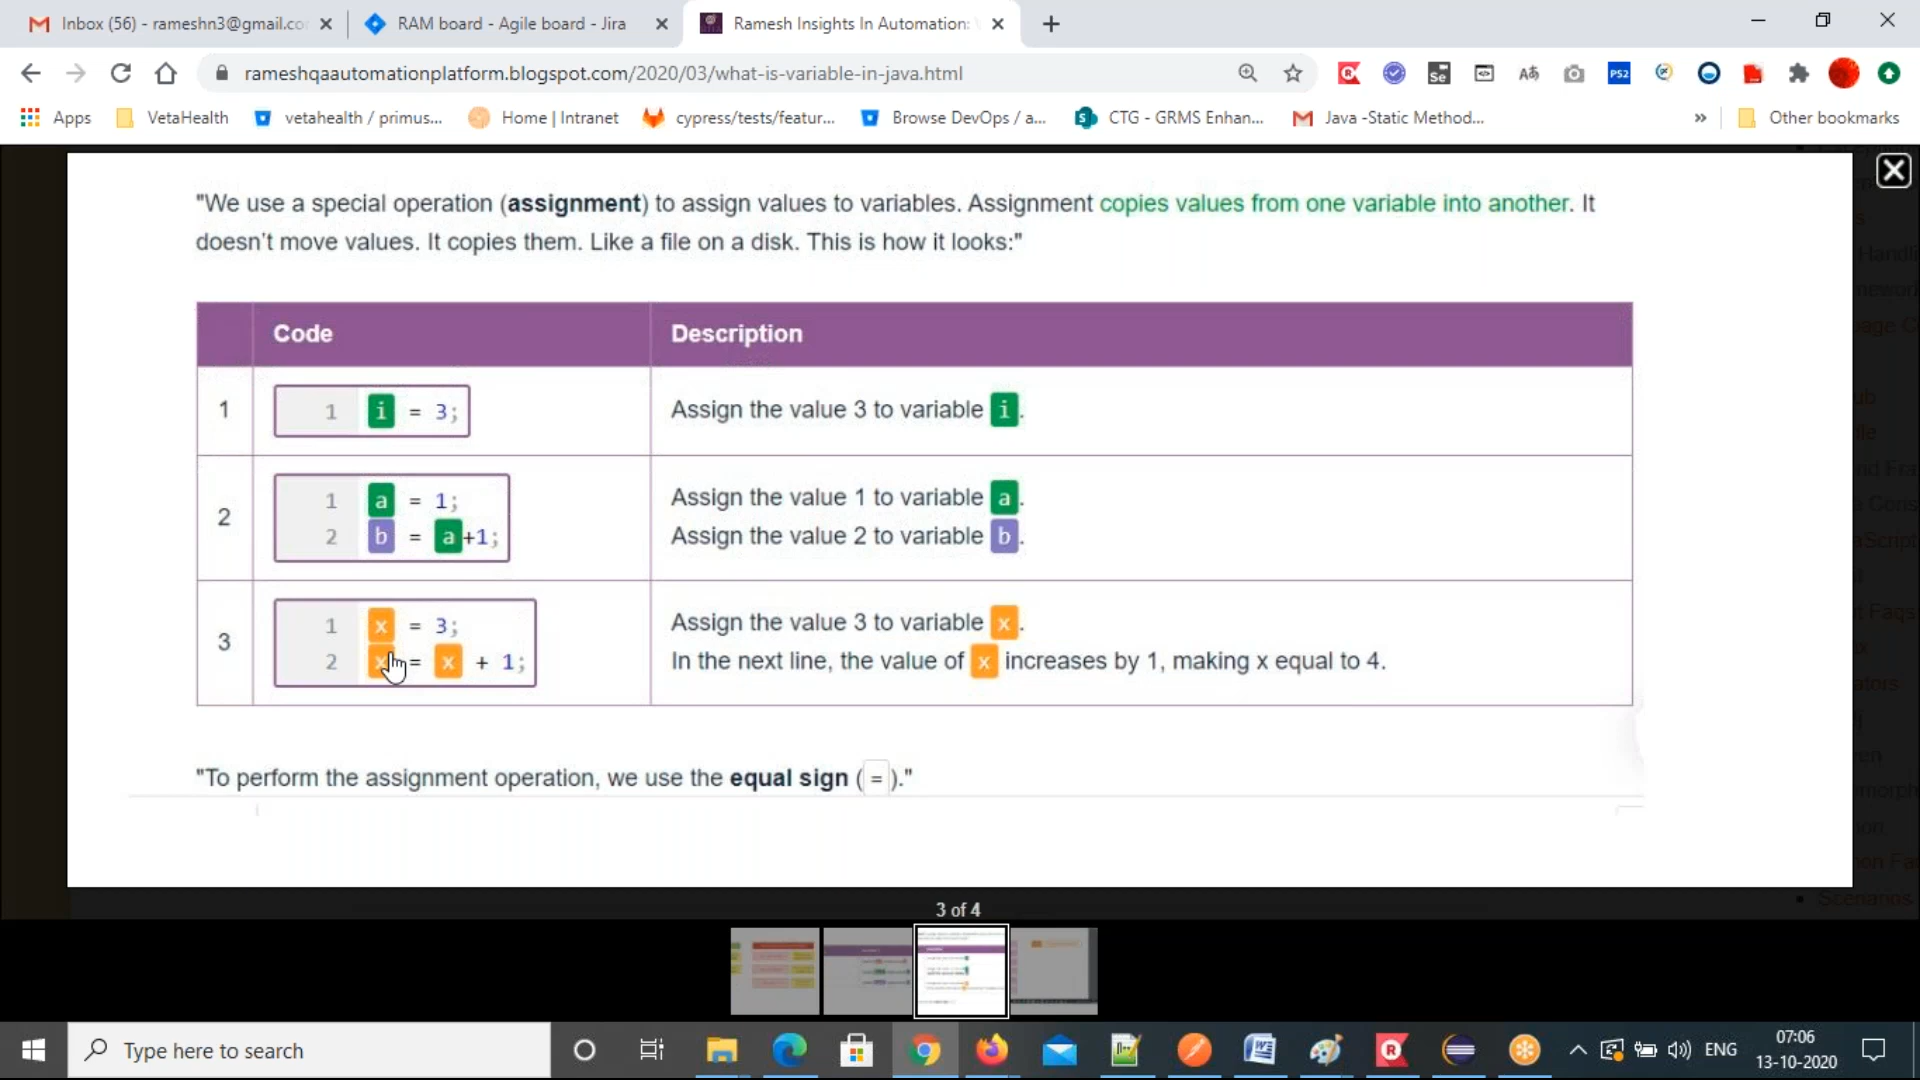 Inbox (56) - rameshn3@gmail.co
RAM board - Agile board - Jira
Ramesh Insights In Automation:
rameshqaautomationplatform.blogspot.com/2020/03/what-is-variable-in-java.html
Apps
VetaHealth
vetahealth / primus...
Home | Intranet
cypress/tests/featur...
Browse DevOps / a...
CTG - GRMS Enhan...
Java -Static Method...
»
Other bookmarks
"We use a special operation (assignment) to assign values to variables. Assignment copies values from one variable into another. It
doesn't move values. It copies them. Like a file on a disk. This is how it looks:"
Code Description
1
1 i = 3;
Assign the value 3 to variable i.
2
1 a = 1;
2 b = a+1;
Assign the value 1 to variable a.
Assign the value 2 to variable b.
3
1 x = 3;
2 x = x + 1;
Assign the value 3 to variable x.
In the next line, the value of x increases by 1, making x equal to 4.
"To perform the assignment operation, we use the equal sign ( = )."
3 of 4
Scenarios
Type here to search
ENG
07:06
13-10-2020